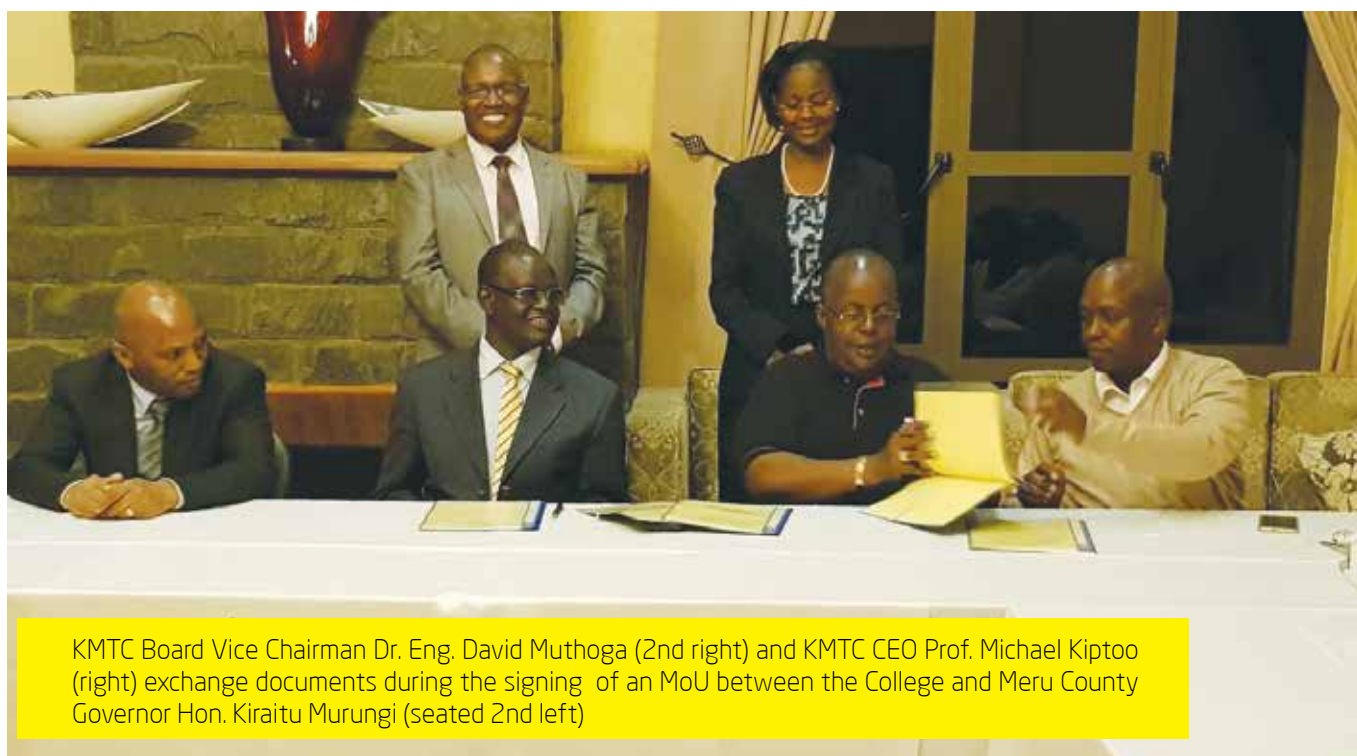 KMTC Board Vice Chairman Dr. Eng. David Muthoga (2nd right) and KMTC CEO Prof. Michael Kiptoo
(right) exchange documents during the signing of an MoU between the College and Meru County
Governor Hon. Kiraitu Murungi (seated 2nd left)